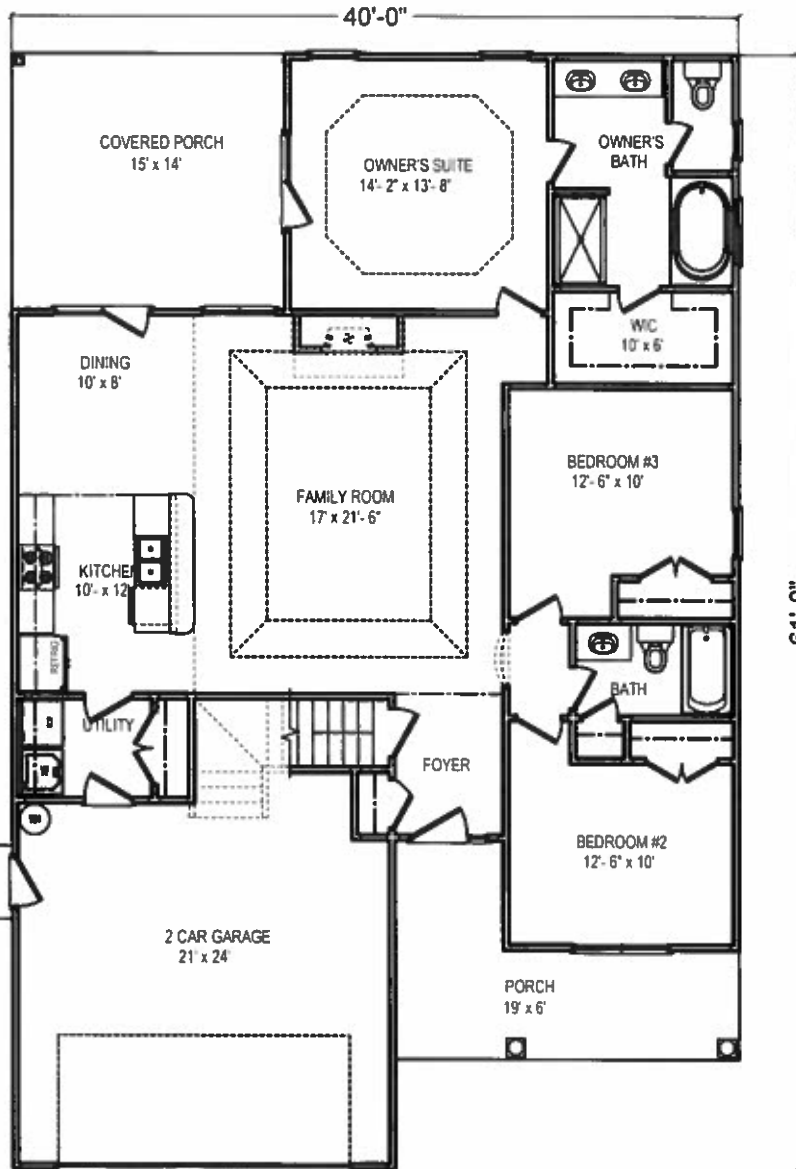 40'-0"
COVERED PORCH
15' x 14'
OWNER'S SUITE
14'- 2" x 13'- 8"
OWNER'S
BATH
WIC
10' x 6'
DINING
10' x 8'
BEDROOM #3
12'- 6" x 10'
FAMILY ROOM
17' x 21'- 6"
KITCHEN
10'- x 12'
REFRIG
BATH
D
UTILITY
W
FOYER
WH
BEDROOM #2
12'- 6" x 10'
2 CAR GARAGE
21' x 24'
PORCH
19' x 6'